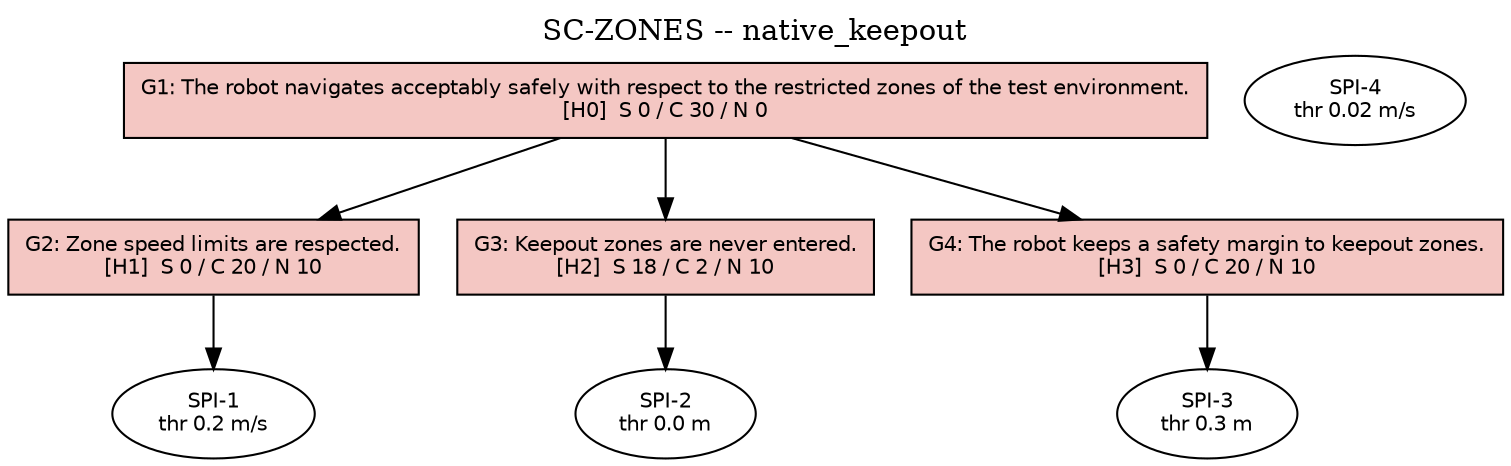 SC-ZONES -- native_keepout
G1: The robot navigates acceptably safely with respect to the restricted zones of the test environment.
[H0]  S 0 / C 30 / N 0
SPI-4
thr 0.02 m/s
G2: Zone speed limits are respected.
[H1]  S 0 / C 20 / N 10
G3: Keepout zones are never entered.
[H2]  S 18 / C 2 / N 10
G4: The robot keeps a safety margin to keepout zones.
[H3]  S 0 / C 20 / N 10
SPI-1
thr 0.2 m/s
SPI-2
thr 0.0 m
SPI-3
thr 0.3 m